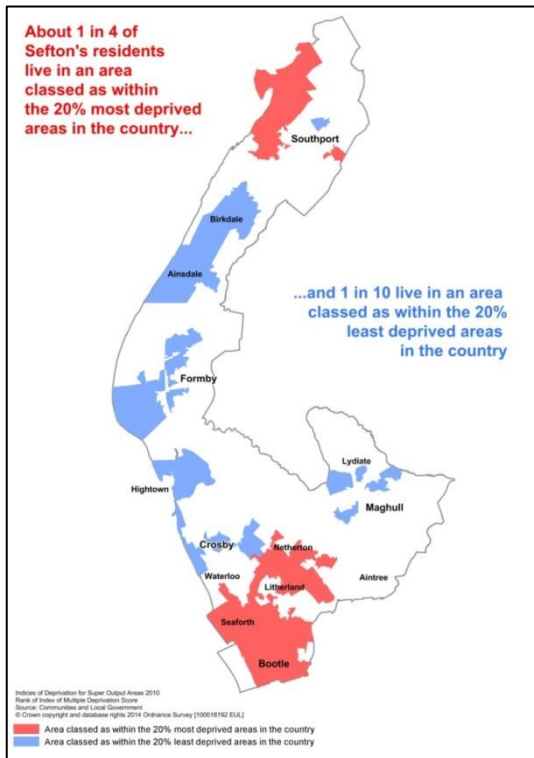 About 1 in 4 of
Sefton's residents
live in an area
classed as within
the 20% most deprived
areas in the country...
Southport
Birkdale
Ainsdale
...and 1 in 10 live in an area
classed as within the 20%
least deprived areas
in the country
Formby
Lydiate
Hightown
Maghull
Crosby
Netherton
Waterloo
Aintree
Litherland
Seaforth
Bootle
Indices of Deprivation for Super Output Areas 2010
Rank of Index of Multiple Deprivation Score
Source: Communities and Local Government
© Crown copyright and database rights 2014 Ordnance Survey [100018192 EUL]
Area classed as within the 20% most deprived areas in the country
Area classed as within the 20% least deprived areas in the country